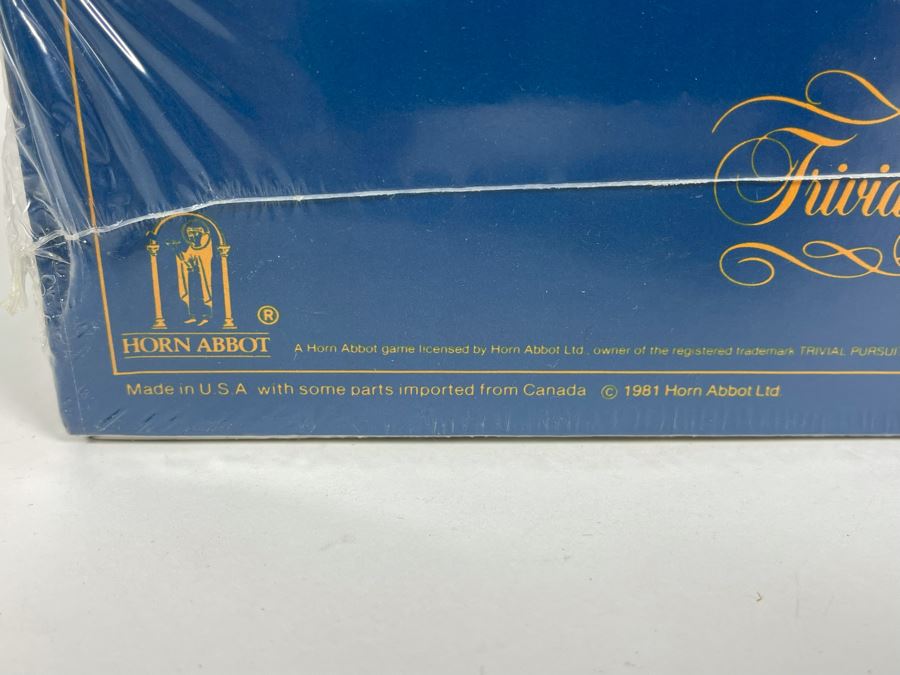 Trivia
HORN ABBOT ®
A Horn Abbot game licensed by Horn Abbot Ltd., owner of the registered trademark TRIVIAL PURSUI
Made in U.S.A with some parts imported from Canada © 1981 Horn Abbot Ltd.